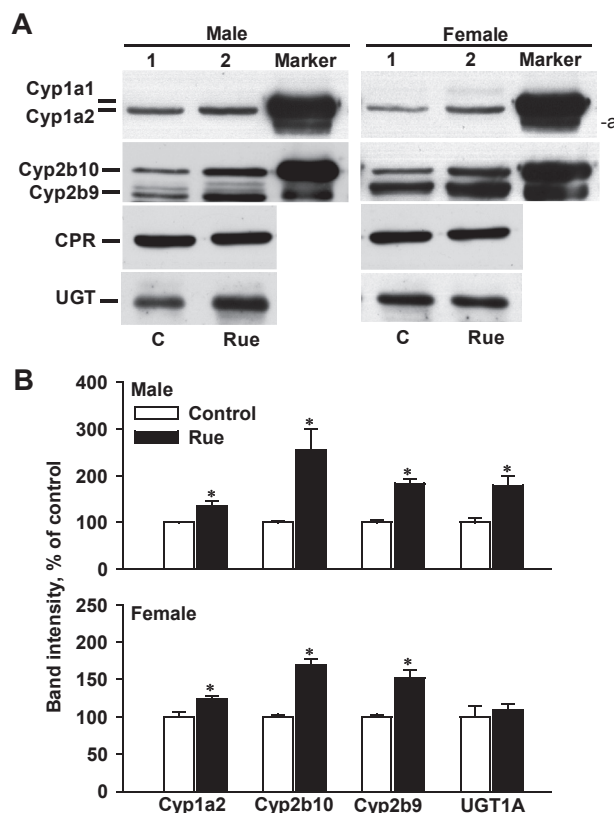 A
Male
Female
1 2 Marker
1 2 Marker
Cyp1a1
Cyp1a2
-a
Cyp2b10
Cyp2b9
CPR
UGT
C Rue
C Rue
B
400
Male
Control
300
Rue
200
100
0
* * * *
Band intensity, % of control
250
Female
200
150
100
50
0
* * *
Cyp1a2 Cyp2b10 Cyp2b9 UGT1A